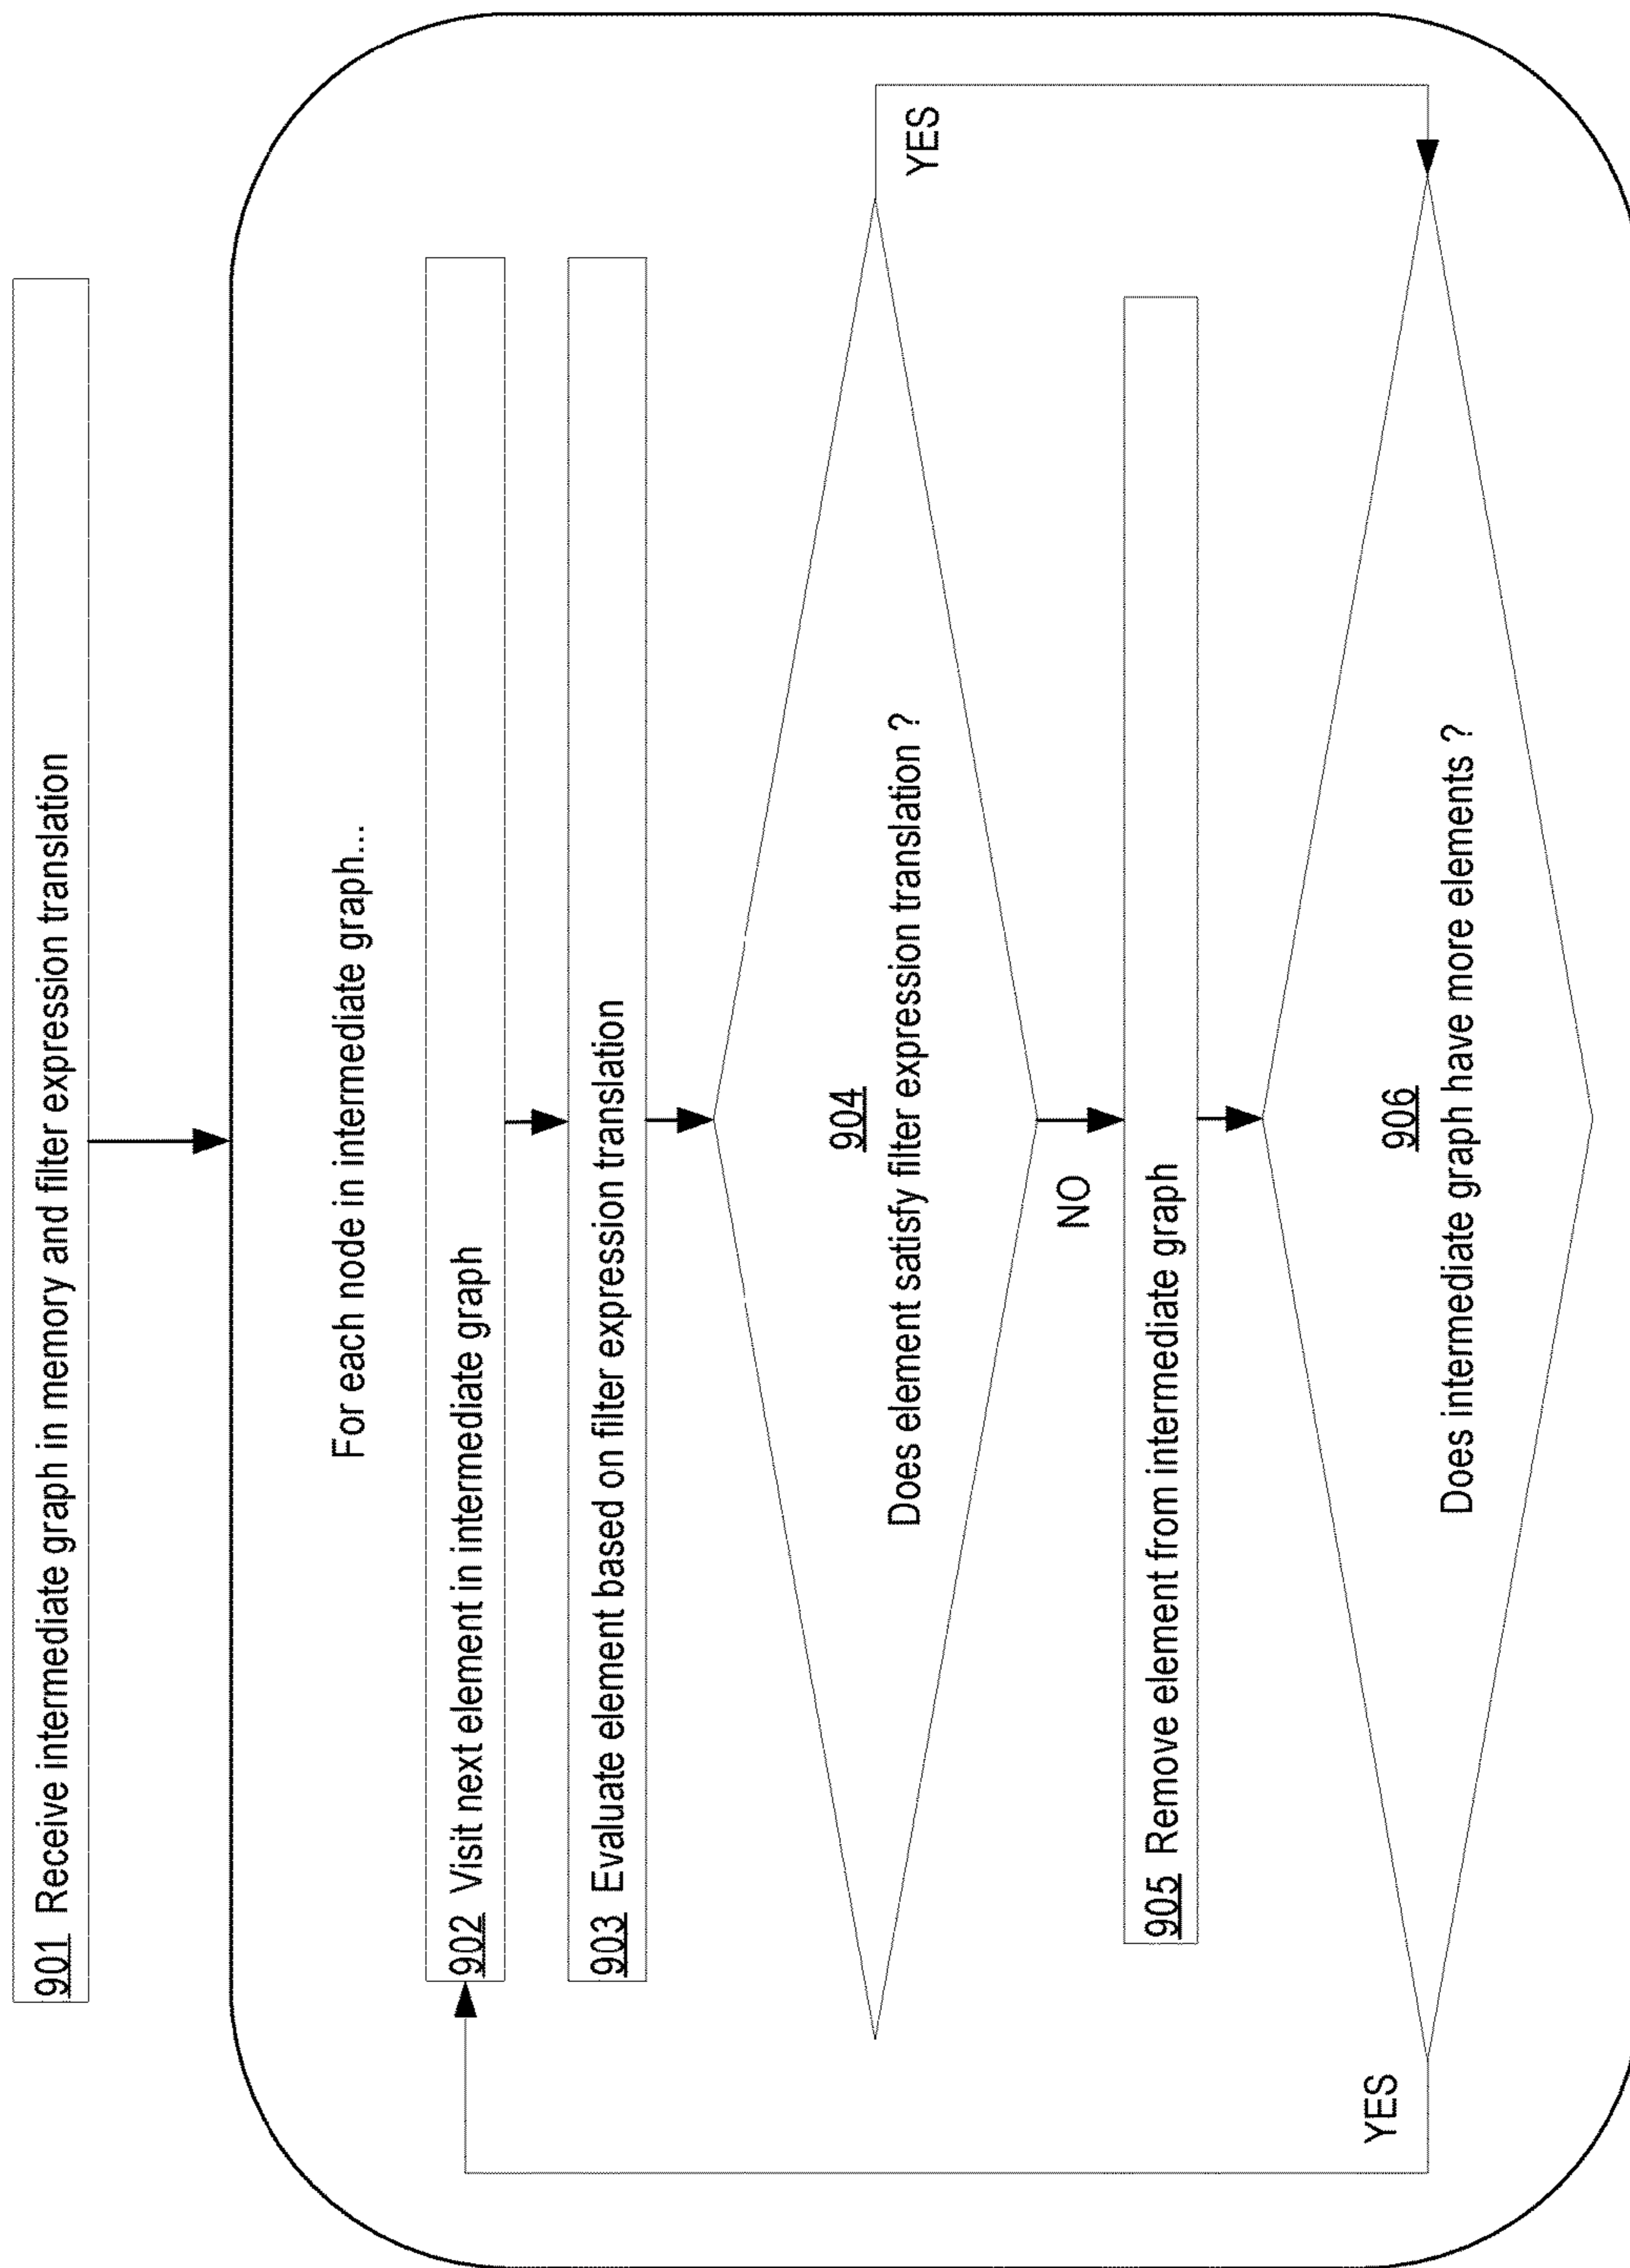 901 Receive intermediate graph in memory and filter expression translation
For each node in intermediate graph...
902 Visit next element in intermediate graph
903 Evaluate element based on filter expression translation
904
Does element satisfy filter expression translation ?
YES
NO
905 Remove element from intermediate graph
906
Does intermediate graph have more elements ?
YES